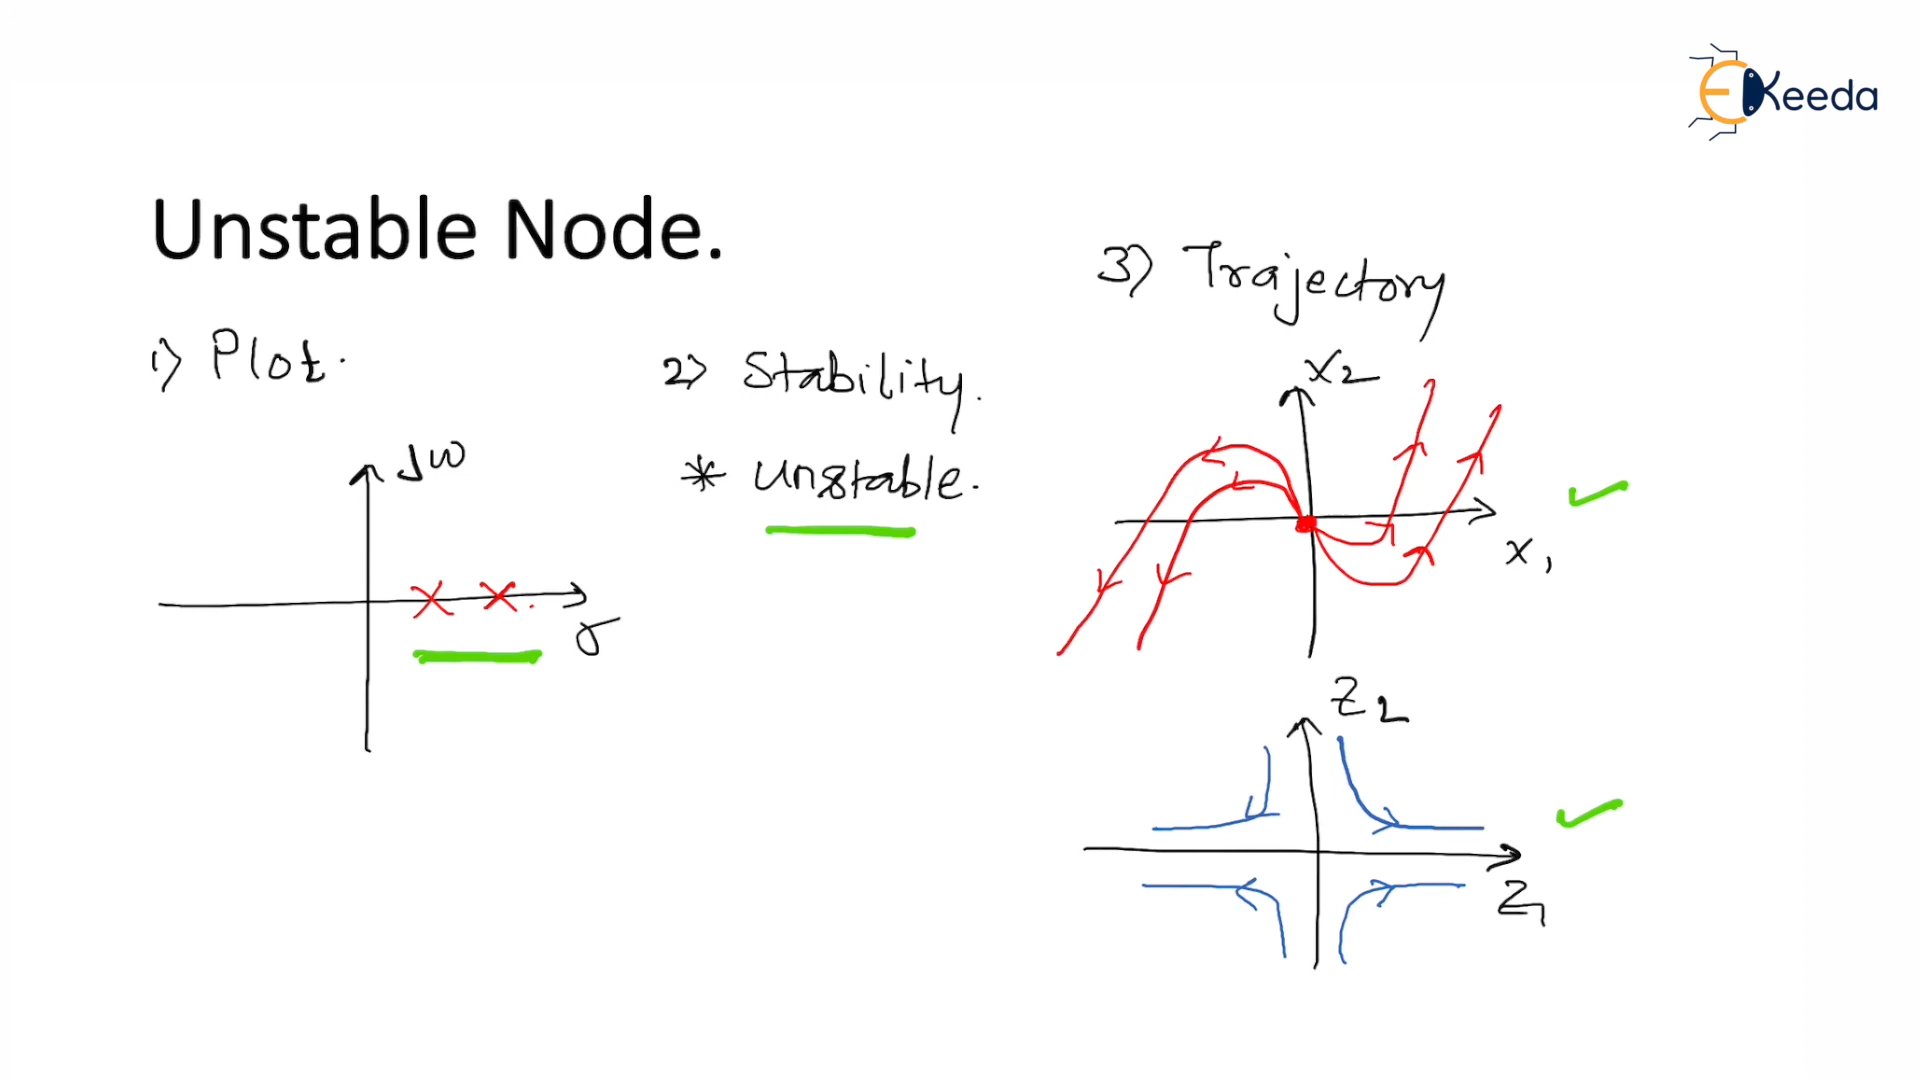 EKeeda
Unstable Node.
1) Plot.
jω
σ
2) Stability.
* unstable.
3) Trajectory
x2
x1
Z2
Z1